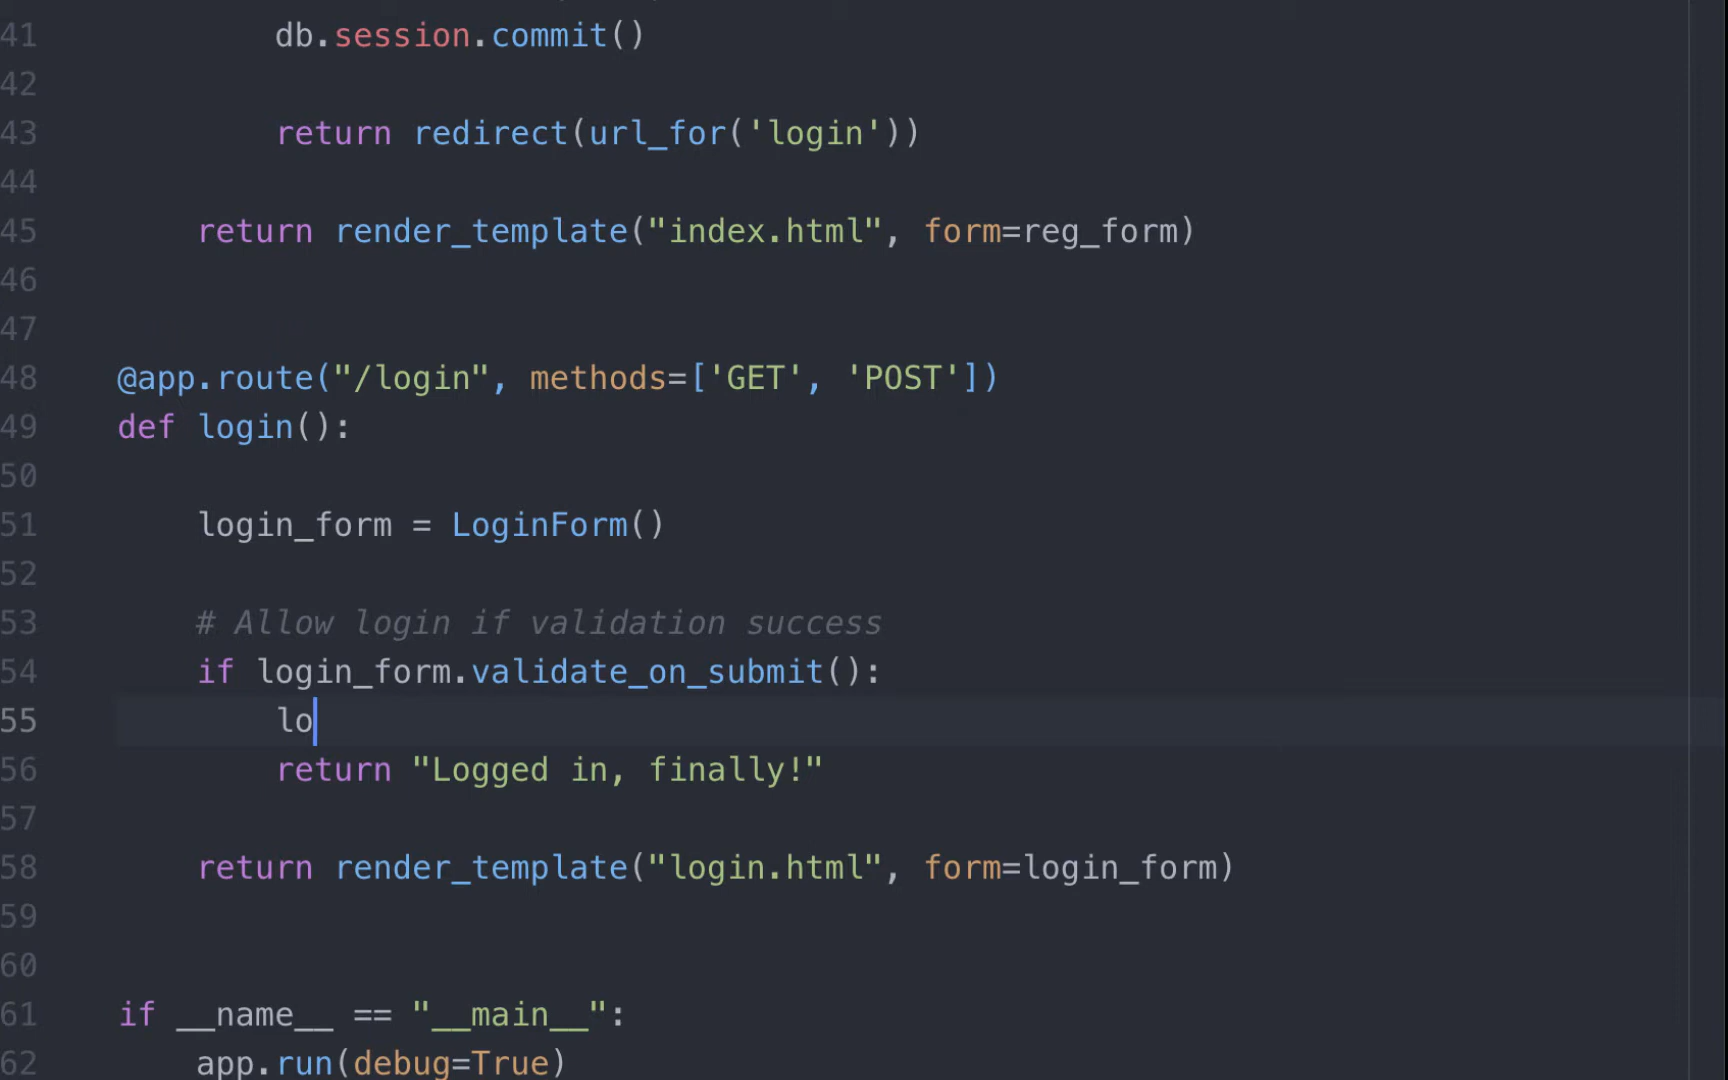 41 db.session.commit()
42
43 return redirect(url_for('login'))
44
45 return render_template("index.html", form=reg_form)
46
47
48 @app.route("/login", methods=['GET', 'POST'])
49 def login():
50
51 login_form = LoginForm()
52
53 # Allow login if validation success
54 if login_form.validate_on_submit():
55 lo
56 return "Logged in, finally!"
57
58 return render_template("login.html", form=login_form)
59
60
61 if __name__ == "__main__":
62 app.run(debug=True)